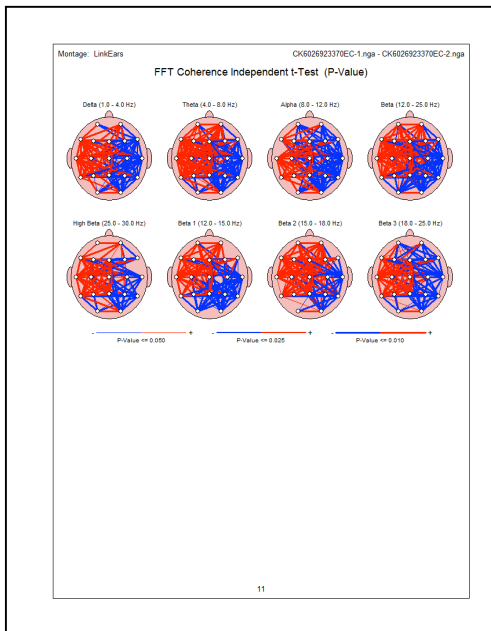 Montage: LinkEars CK6026923370EC-1.nga - CK6026923370EC-2.nga
FFT Coherence Independent t-Test (P-Value)
Delta (1.0 - 4.0 Hz) Theta (4.0 - 8.0 Hz) Alpha (8.0 - 12.0 Hz) Beta (12.0 - 25.0 Hz)
High Beta (25.0 - 30.0 Hz) Beta 1 (12.0 - 15.0 Hz) Beta 2 (15.0 - 18.0 Hz) Beta 3 (18.0 - 25.0 Hz)
- + - + - +
P-Value <= 0.050 P-Value <= 0.025 P-Value <= 0.010
11